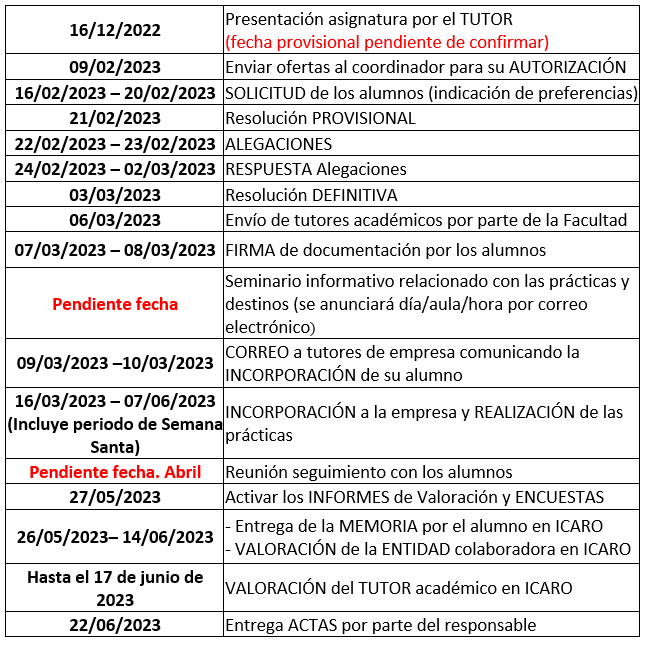 16/12/2022
Presentación asignatura por el TUTOR
(fecha provisional pendiente de confirmar)
09/02/2023
Enviar ofertas al coordinador para su AUTORIZACIÓN
16/02/2023 – 20/02/2023
SOLICITUD de los alumnos (indicación de preferencias)
21/02/2023
Resolución PROVISIONAL
22/02/2023 – 23/02/2023
ALEGACIONES
24/02/2023 – 02/03/2023
RESPUESTA Alegaciones
03/03/2023
Resolución DEFINITIVA
06/03/2023
Envío de tutores académicos por parte de la Facultad
07/03/2023 – 08/03/2023
FIRMA de documentación por los alumnos
Pendiente fecha
Seminario informativo relacionado con las prácticas y
destinos (se anunciará día/aula/hora por correo
electrónico)
09/03/2023 –10/03/2023
CORREO a tutores de empresa comunicando la
INCORPORACIÓN de su alumno
16/03/2023 – 07/06/2023
(Incluye periodo de Semana
Santa)
INCORPORACIÓN a la empresa y REALIZACIÓN de las
prácticas
Pendiente fecha. Abril
Reunión seguimiento con los alumnos
27/05/2023
Activar los INFORMES de Valoración y ENCUESTAS
26/05/2023– 14/06/2023
- Entrega de la MEMORIA por el alumno en ICARO
- VALORACIÓN de la ENTIDAD colaboradora en ICARO
Hasta el 17 de junio de
2023
VALORACIÓN del TUTOR académico en ICARO
22/06/2023
Entrega ACTAS por parte del responsable